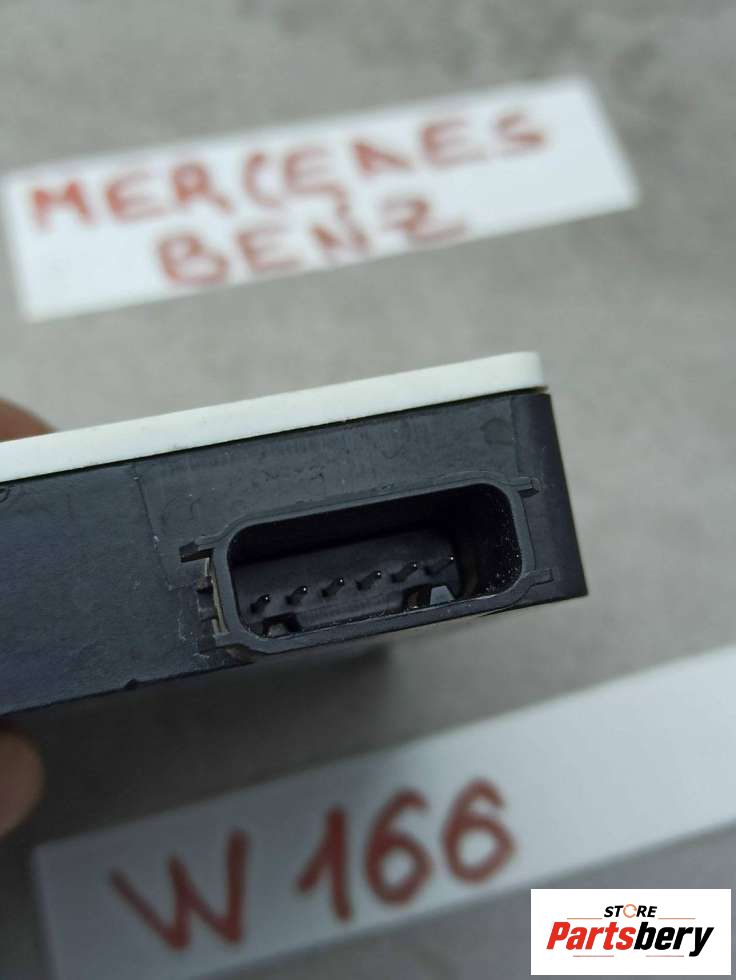 MERCEDES
BENZ
W 166
STORE
Partsbery